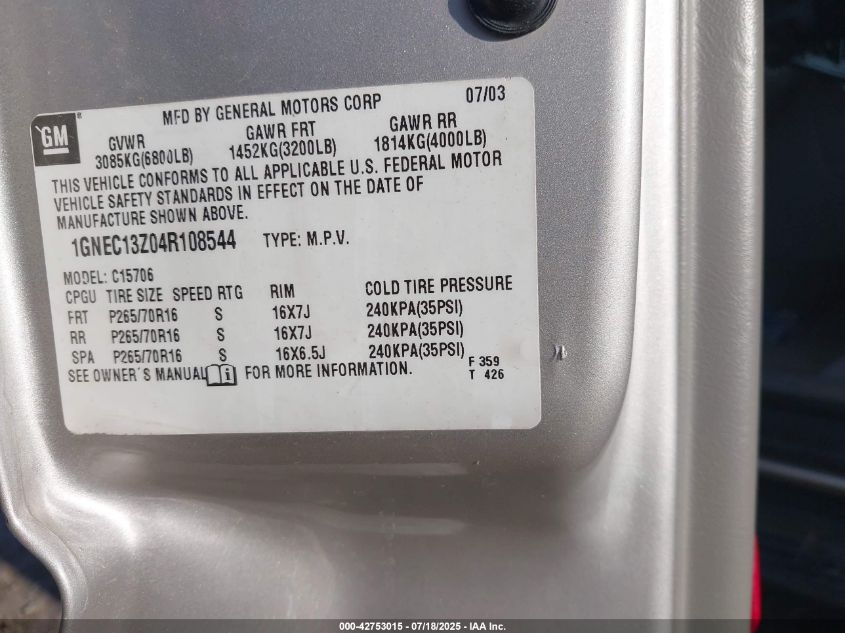 GM
MFD BY GENERAL MOTORS CORP 07/03
GVWR GAWR FRT GAWR RR
3085KG(6800LB) 1452KG(3200LB) 1814KG(4000LB)
THIS VEHICLE CONFORMS TO ALL APPLICABLE U.S. FEDERAL MOTOR
VEHICLE SAFETY STANDARDS IN EFFECT ON THE DATE OF
MANUFACTURE SHOWN ABOVE.
1GNEC13Z04R108544 TYPE: M.P.V.
MODEL: C15706
CPGU TIRE SIZE SPEED RTG RIM COLD TIRE PRESSURE
FRT P265/70R16 S 16X7J 240KPA(35PSI)
RR P265/70R16 S 16X7J 240KPA(35PSI)
SPA P265/70R16 S 16X6.5J 240KPA(35PSI)
SEE OWNER'S MANUAL FOR MORE INFORMATION. F 359
T 426
000-42753015 - 07/18/2025 - IAA Inc.